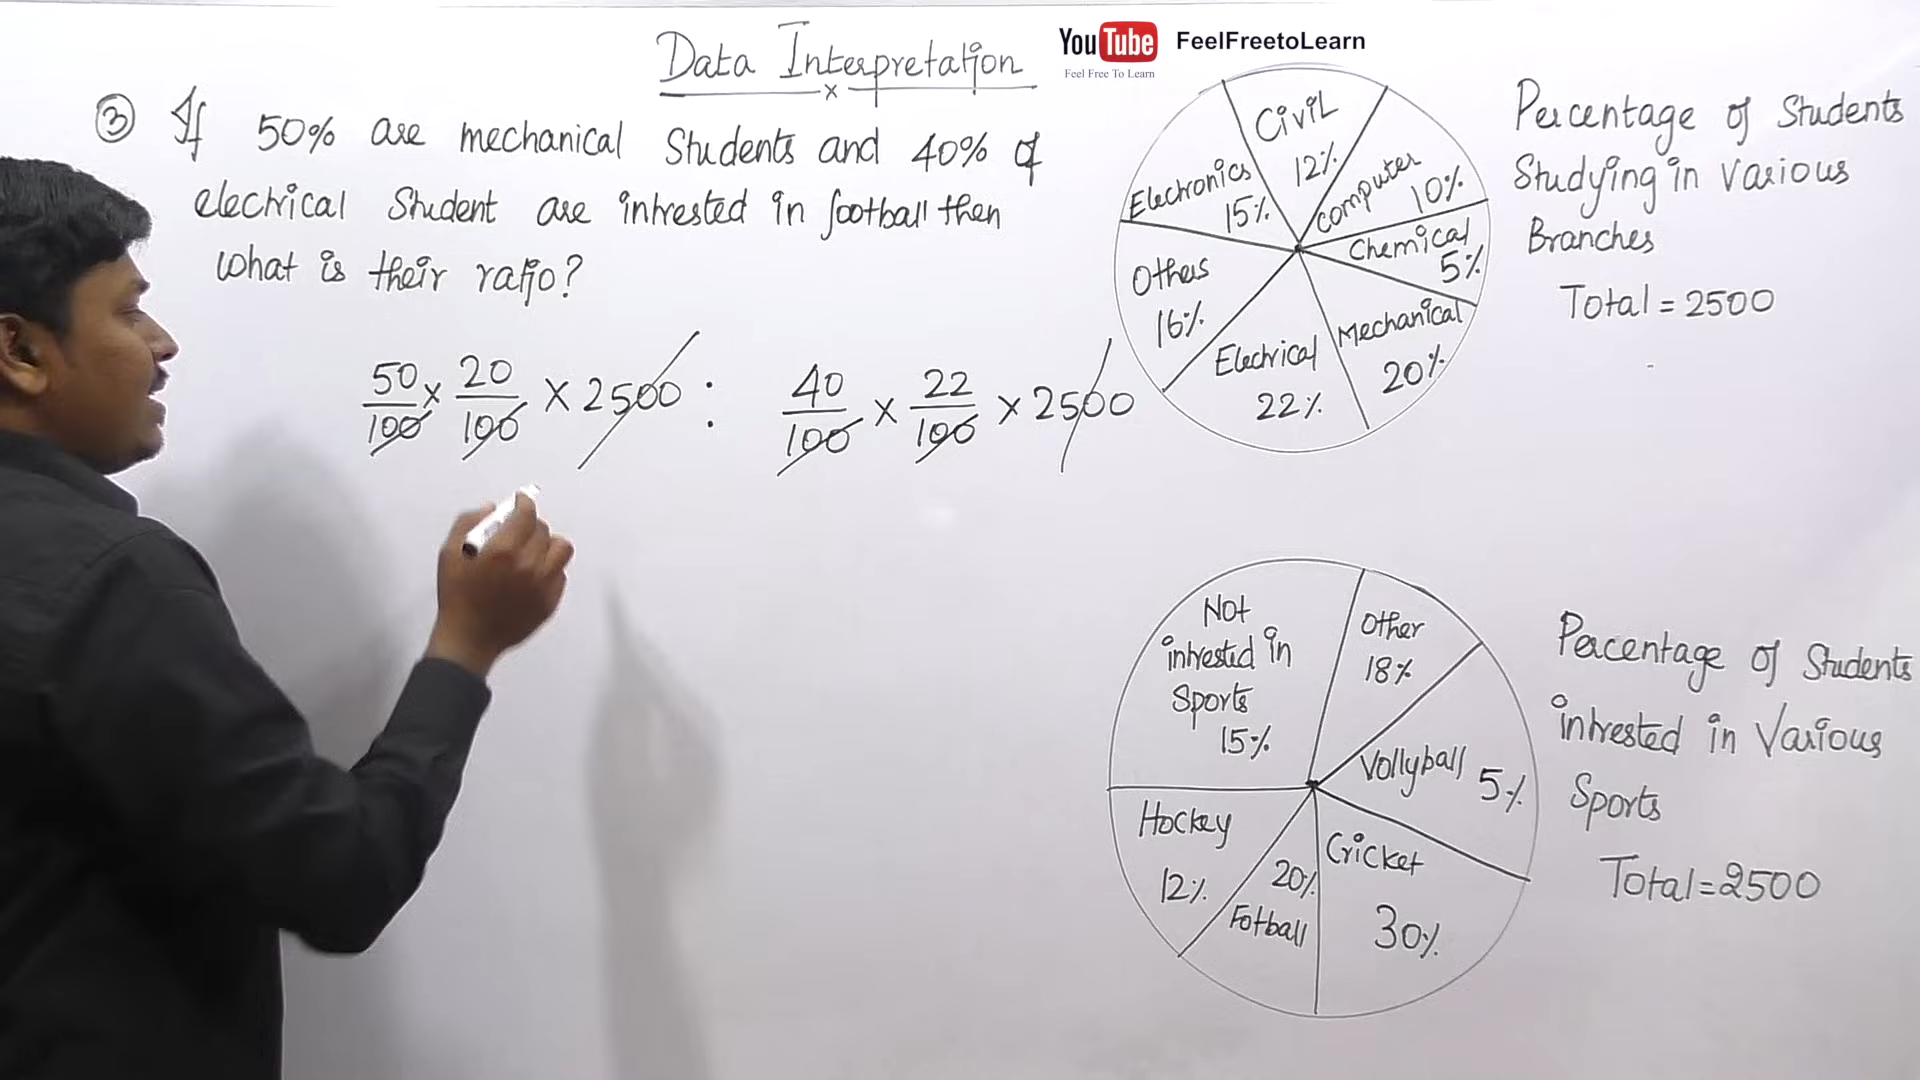 Data Interpretation
x
YouTube FeelFreetoLearn
Feel Free To Learn
③ If 50% are mechanical Students and 40% of
electrical Student are intrested in football then
what is their ratio?
50/100 x 20/100 x 2500 : 40/100 x 22/100 x 2500
Civil
12%
Computer
10%
Chemical
5%
Mechanical
20%
Electrical
22%
Others
16%
Electronics
15%
Percentage of Students
Studying in Various
Branches
Total = 2500
Not
intrested in
Sports
15%
Other
18%
Vollyball 5%
Cricket
30%
20%
Fotball
Hockey
12%
Percentage of Students
intrested in Various
Sports
Total=2500